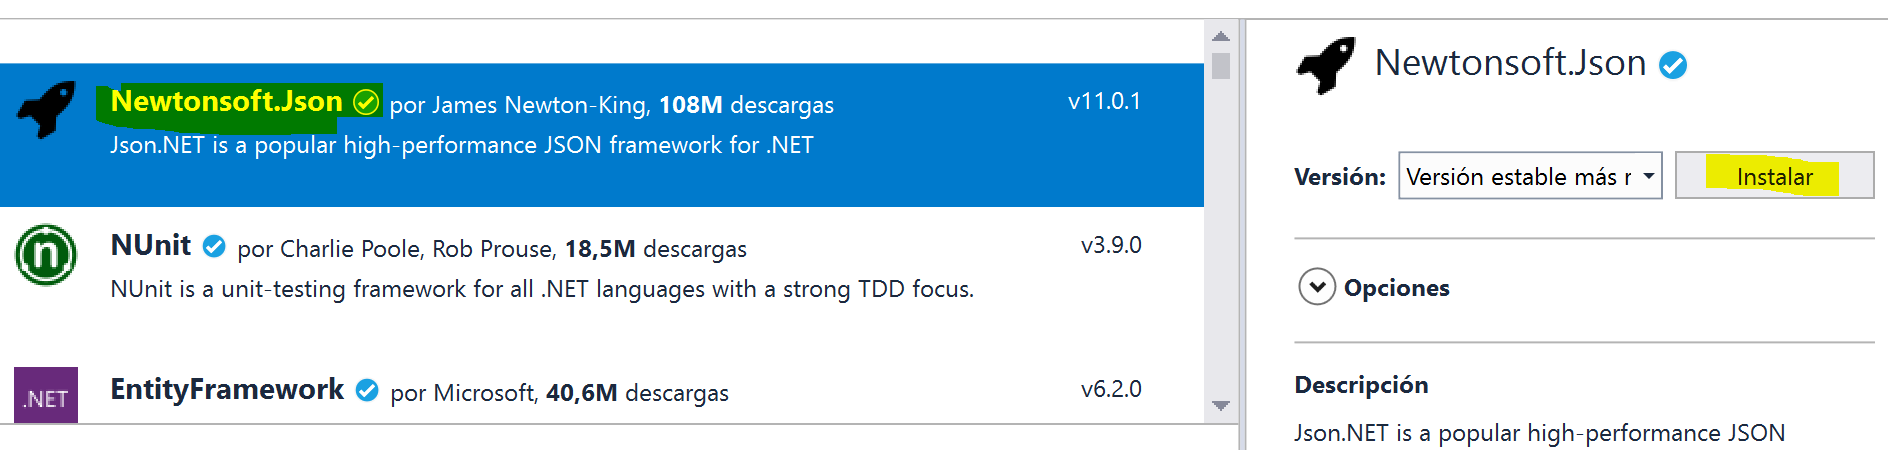 Newtonsoft.Json por James Newton-King, 108M descargas v11.0.1
Json.NET is a popular high-performance JSON framework for .NET
n NUnit por Charlie Poole, Rob Prouse, 18,5M descargas v3.9.0
NUnit is a unit-testing framework for all .NET languages with a strong TDD focus.
.NET EntityFramework por Microsoft, 40,6M descargas v6.2.0
Newtonsoft.Json
Versión: Versión estable más r Instalar
Opciones
Descripción
Json.NET is a popular high-performance JSON